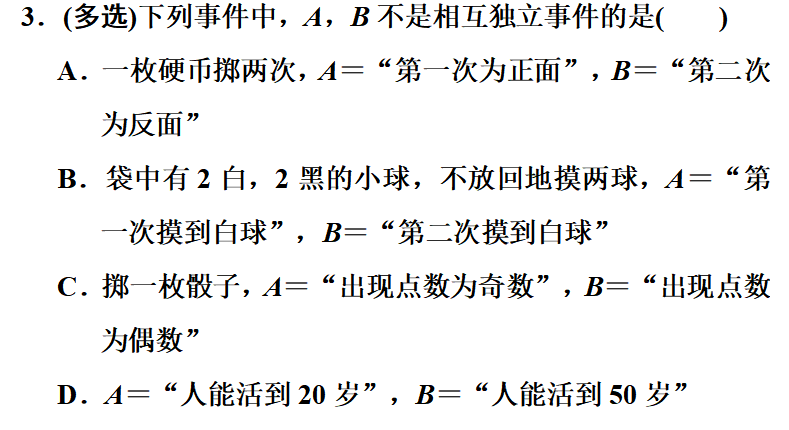 3．(多选)下列事件中，A，B不是相互独立事件的是(　　)
A．一枚硬币掷两次，A＝“第一次为正面”，B＝“第二次
为反面”
B．袋中有2白，2黑的小球，不放回地摸两球，A＝“第
一次摸到白球”，B＝“第二次摸到白球”
C．掷一枚骰子，A＝“出现点数为奇数”，B＝“出现点数
为偶数”
D．A＝“人能活到20岁”，B＝“人能活到50岁”